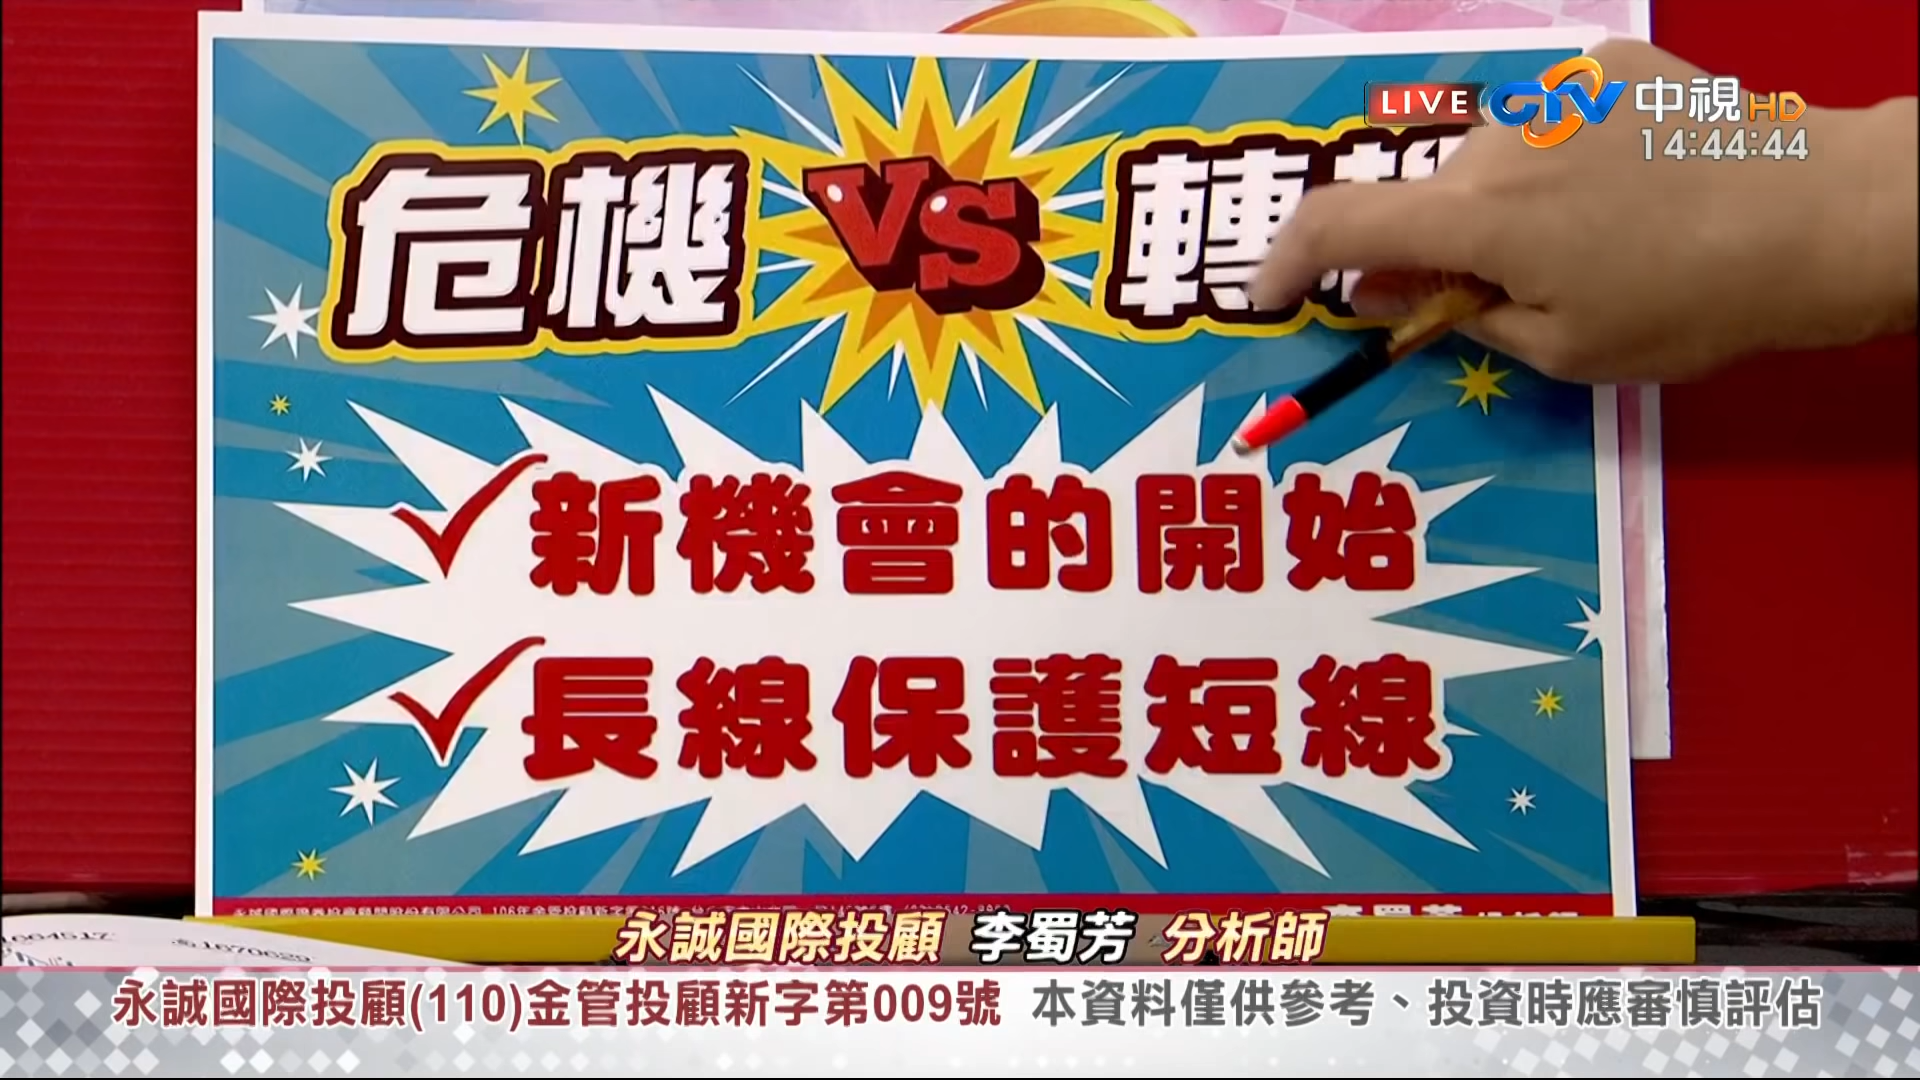 LIVE CTV 中視 HD
14:44:44
危機 VS 轉機
新機會的開始
長線保護短線
永誠國際投顧 李蜀芳 分析師
永誠國際投顧(110)金管投顧新字第009號 本資料僅供參考、投資時應審慎評估